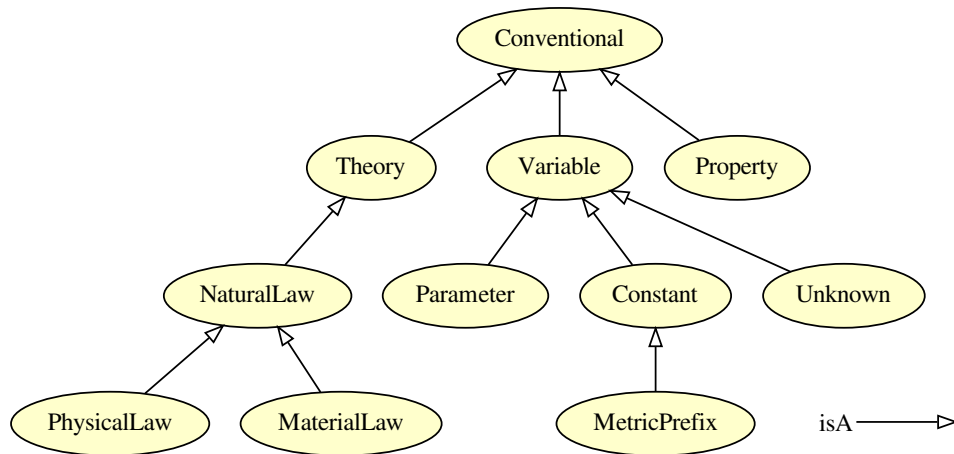 Conventional
Theory Variable Property
NaturalLaw Parameter Constant Unknown
PhysicalLaw MaterialLaw MetricPrefix isA